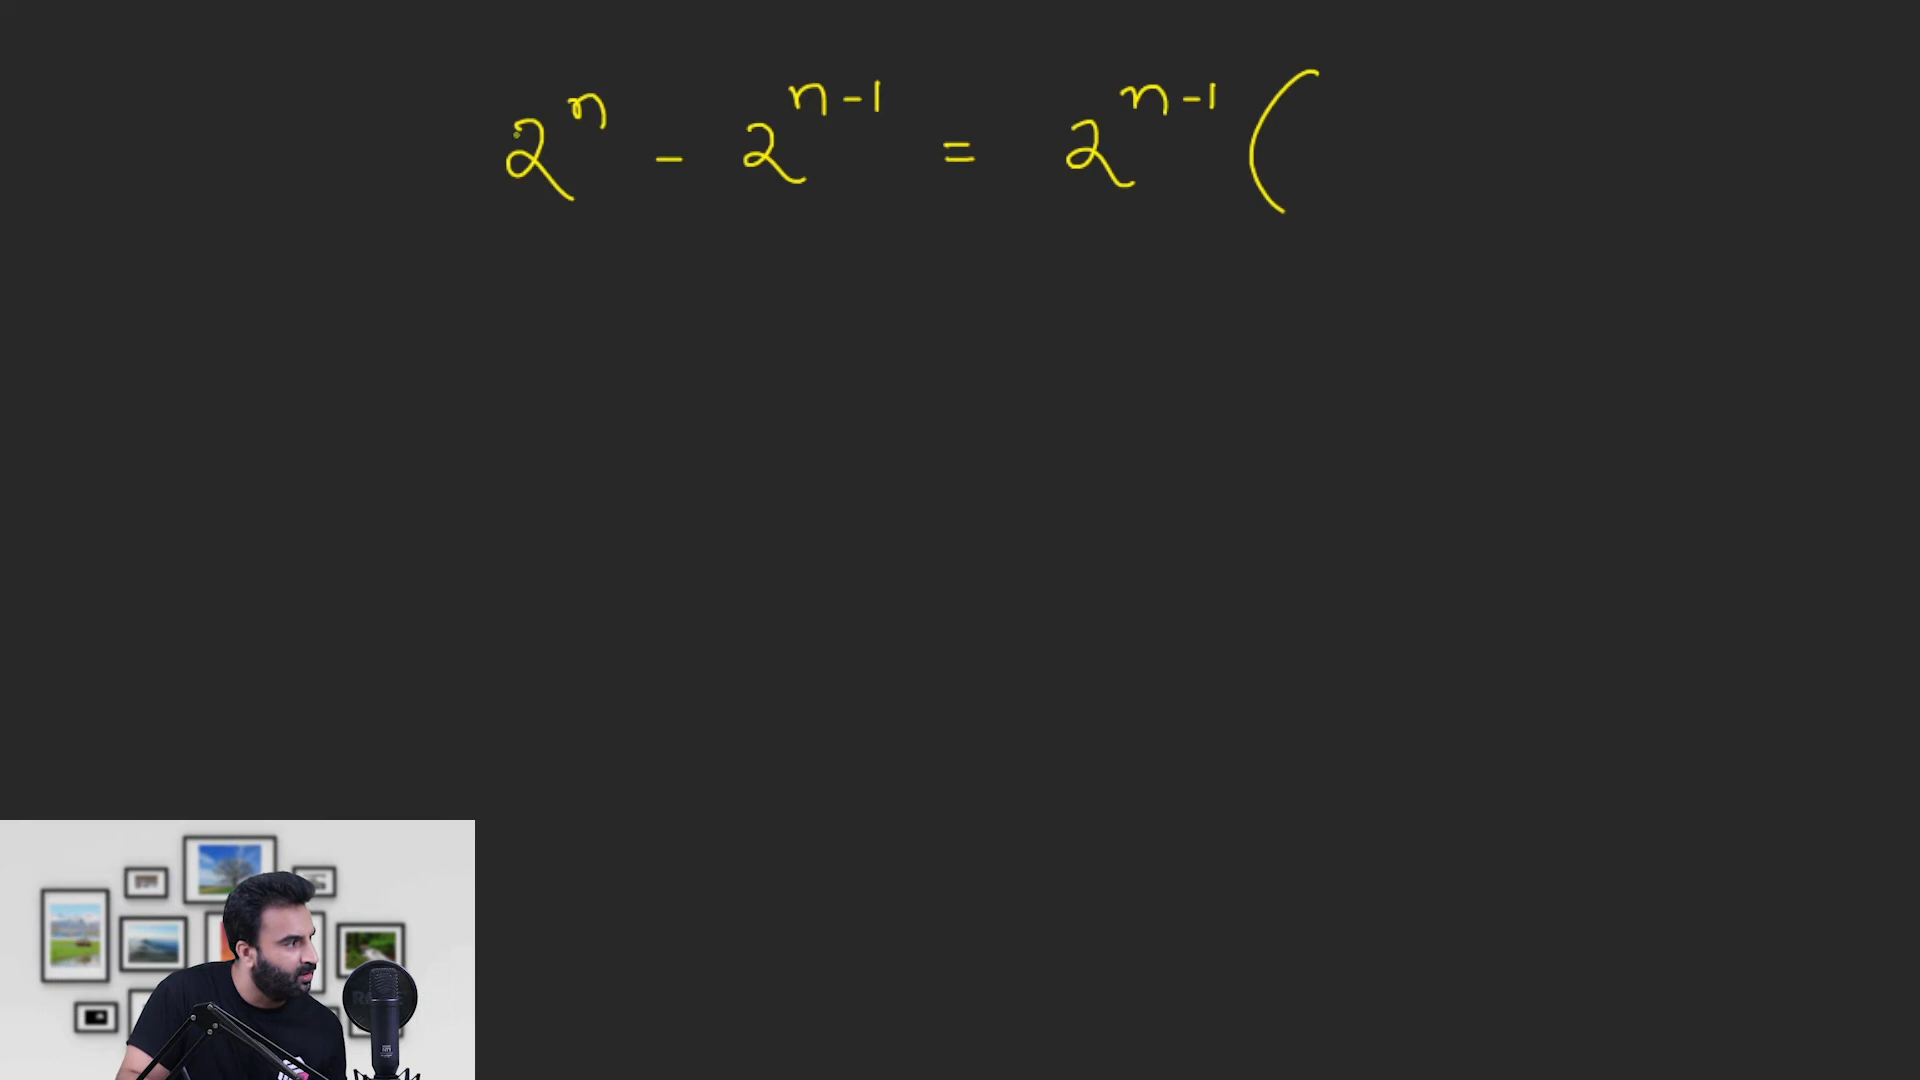 2^n - 2^{n-1} = 2^{n-1} (